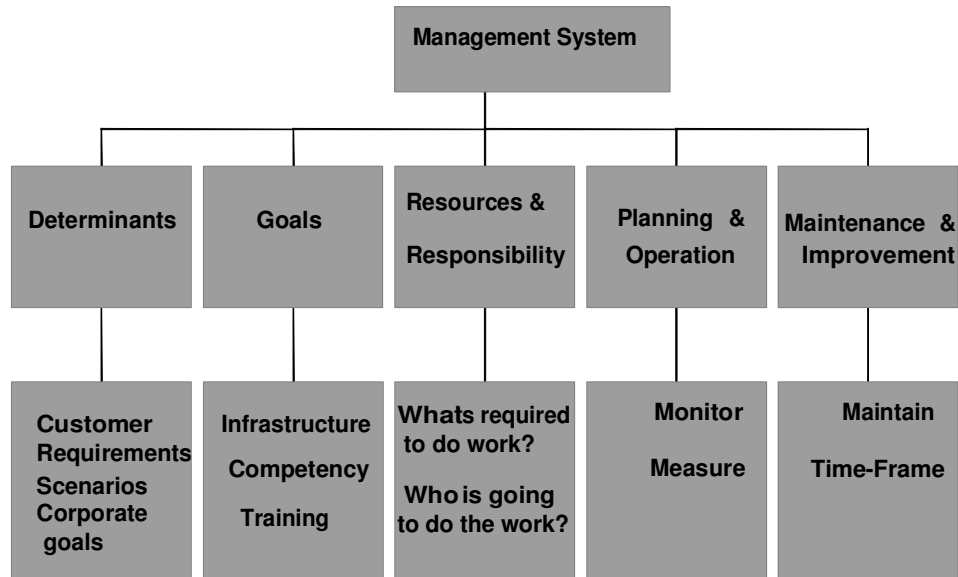 Management System
Determinants
Goals
Resources &
Responsibility
Planning &
Operation
Maintenance &
Improvement
Customer
Requirements
Scenarios
Corporate
goals
Infrastructure
Competency
Training
Whats required
to do work?
Who is going
to do the work?
Monitor
Measure
Maintain
Time-Frame